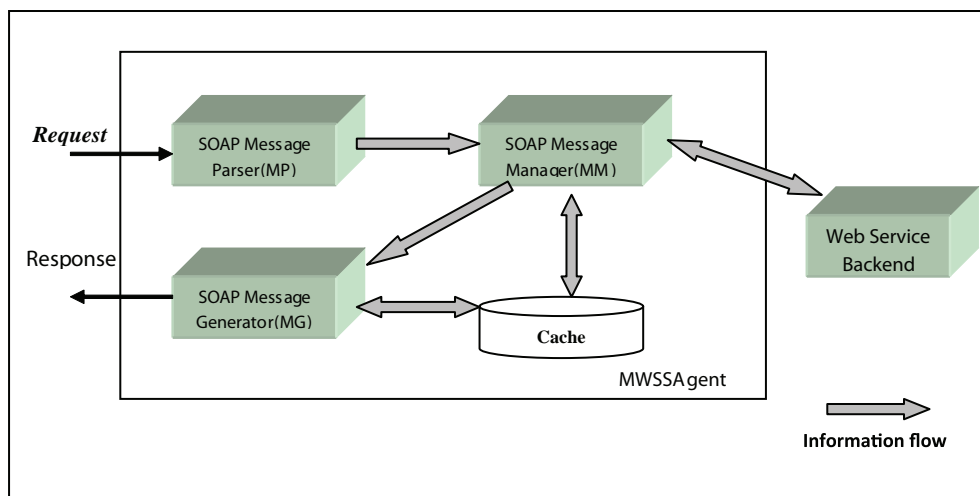 Request
SOAP Message
Parser(MP)
SOAP Message
Manager(MM)
Web Service
Backend
Response
SOAP Message
Generator(MG)
Cache
MWSSAgent
Information flow